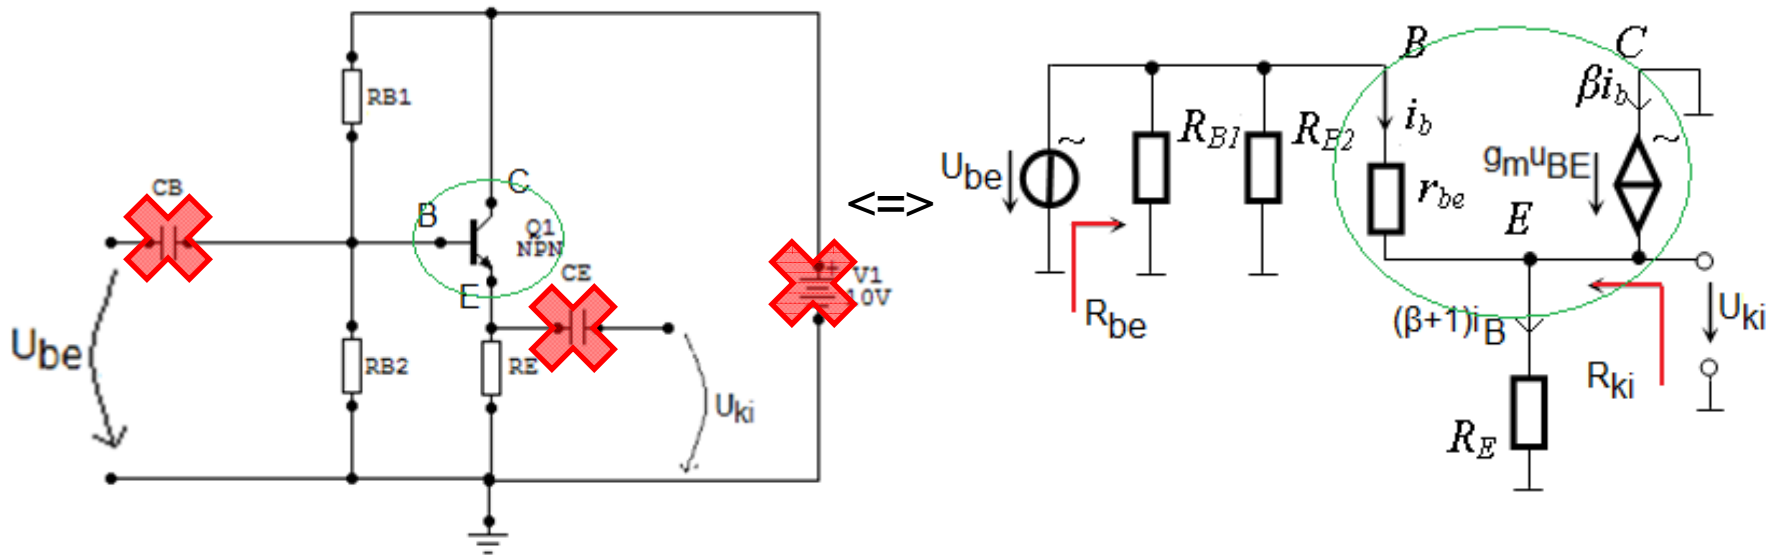 RB1
CB
C
B
Q1
NPN
CE
E
+
V1
10V
Ube
RB2
RE
Uki
<=>
B
C
βib
~
ib
RB1
RB2
~
Ube
gmuBE
rbe
E
Rbe
(β+1)iB
Uki
Rki
RE